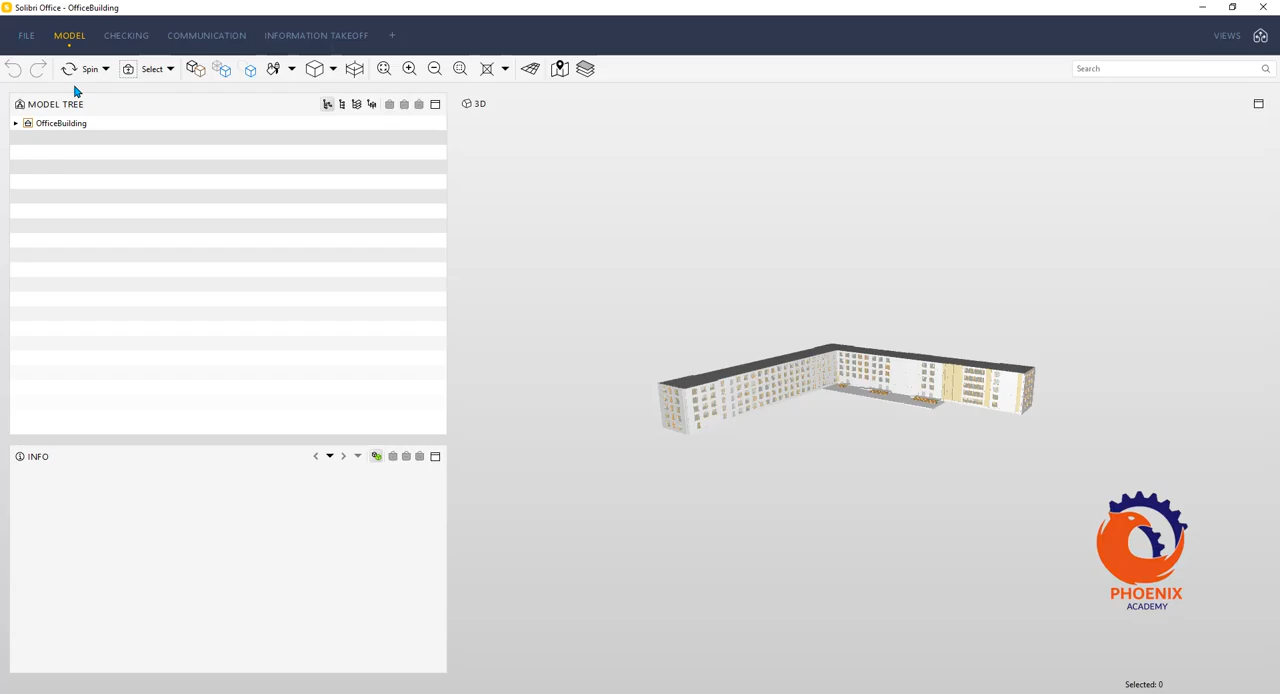 Solibri Office - OfficeBuilding
FILE MODEL CHECKING COMMUNICATION INFORMATION TAKEOFF + VIEWS
Spin Select Search
MODEL TREE
3D
OfficeBuilding
INFO
PHOENIX
ACADEMY
Selected: 0